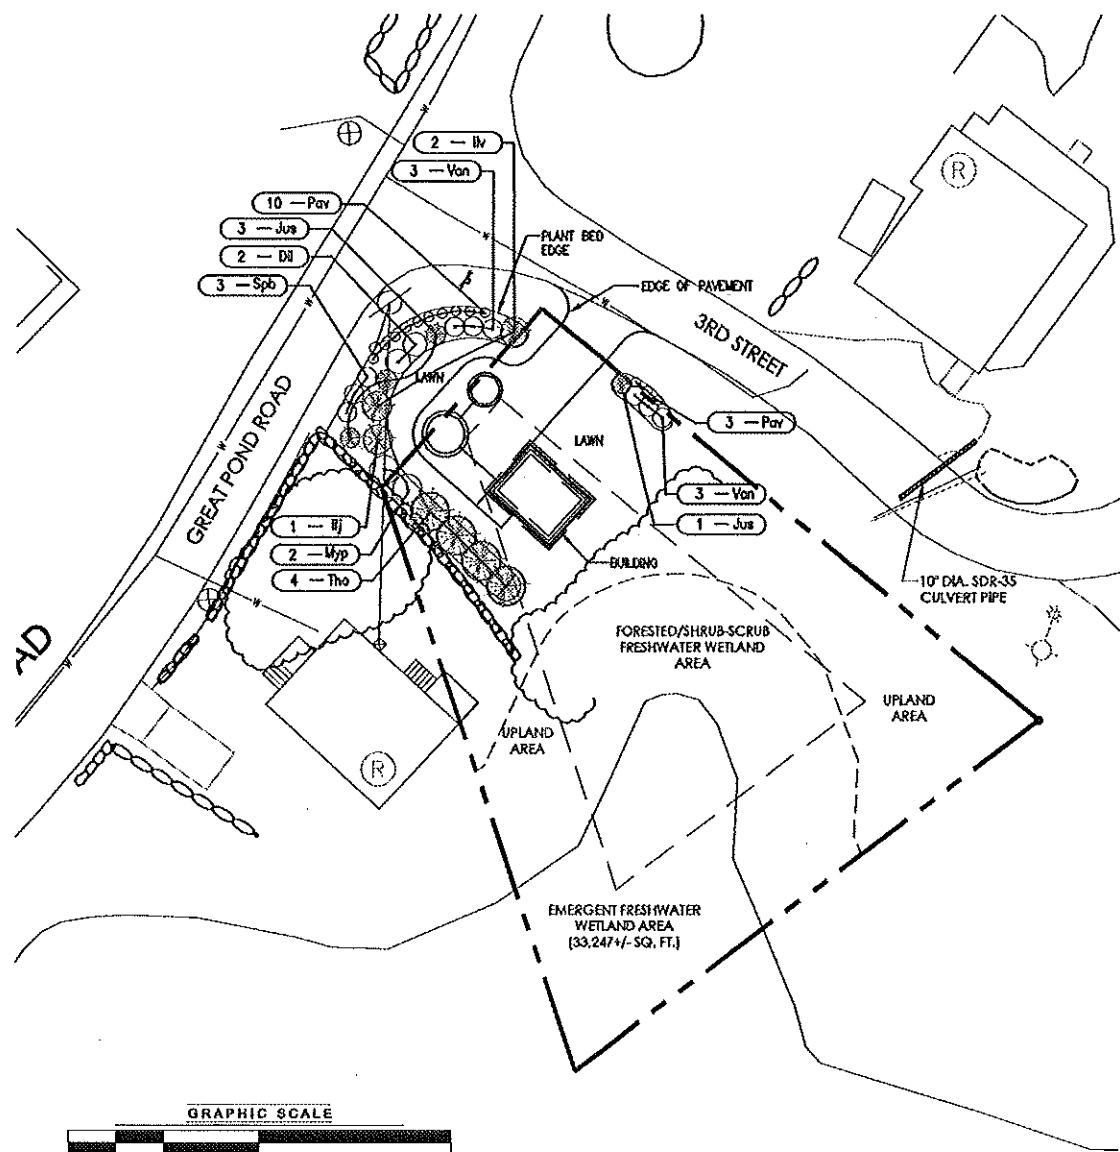 2 — Ilv
3 — Van
10 — Pav
3 — Jus
2 — Dil
3 — Spb
PLANT BED
EDGE
EDGE OF PAVEMENT
R
W
W
W
W
W
W
W
3RD STREET
LAWN
LAWN
GREAT POND ROAD
3 — Pav
3 — Van
1 — Jus
1 — Ilj
2 — Myp
4 — Tho
BUILDING
10" DIA. SDR-35
CULVERT PIPE
FORESTED/SHRUB-SCRUB
FRESHWATER WETLAND
AREA
AD
UPLAND
AREA
UPLAND
AREA
R
EMERGENT FRESHWATER
WETLAND AREA
(33,247+/- SQ. FT.)
GRAPHIC SCALE